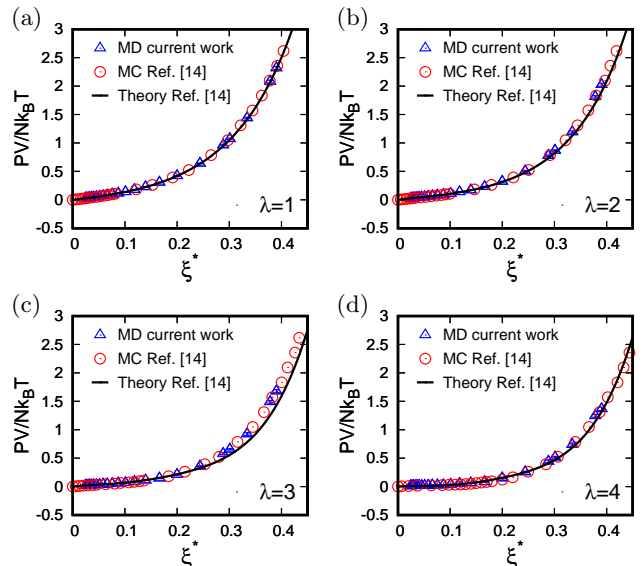 (a)
3
2.5
2
1.5
1
0.5
0
-0.5
PV/Nk_BT
MD current work
MC Ref. [14]
Theory Ref. [14]
λ=1
0 0.1 0.2 0.3 0.4
ξ*
(b)
3
2.5
2
1.5
1
0.5
0
-0.5
PV/Nk_BT
MD current work
MC Ref. [14]
Theory Ref. [14]
λ=2
0 0.1 0.2 0.3 0.4
ξ*
(c)
3
2.5
2
1.5
1
0.5
0
-0.5
PV/Nk_BT
MD current work
MC Ref. [14]
Theory Ref. [14]
λ=3
0 0.1 0.2 0.3 0.4
ξ*
(d)
3
2.5
2
1.5
1
0.5
0
-0.5
PV/Nk_BT
MD current work
MC Ref. [14]
Theory Ref. [14]
λ=4
0 0.1 0.2 0.3 0.4
ξ*